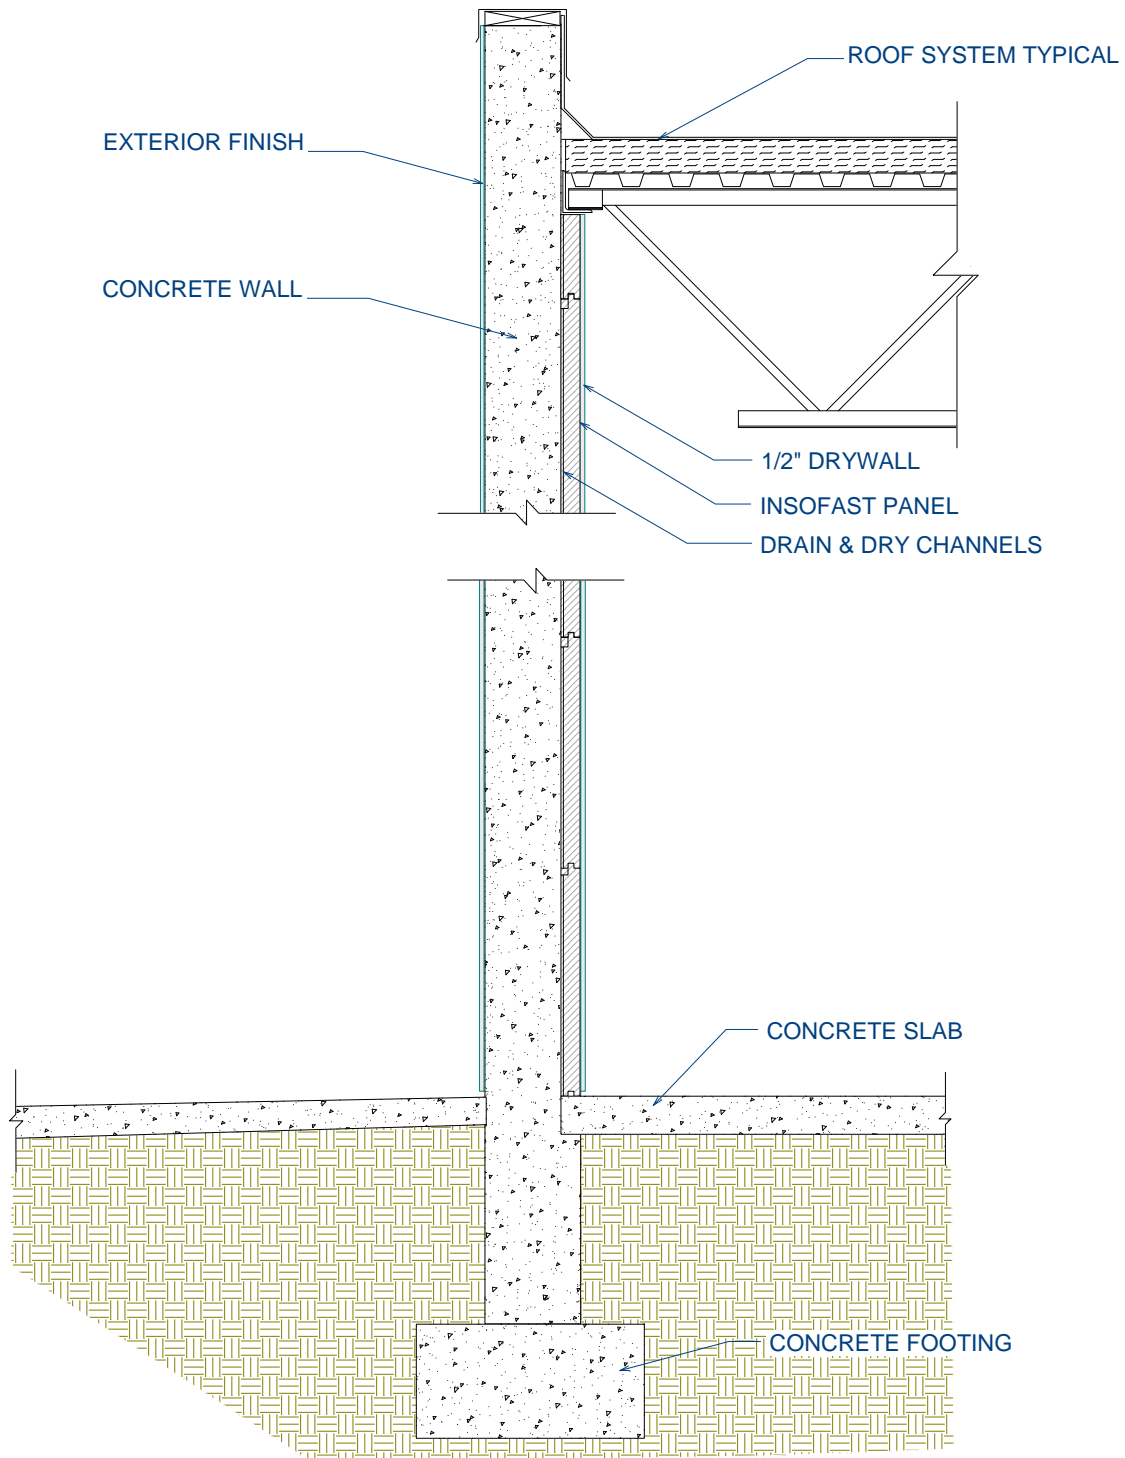 ROOF SYSTEM TYPICAL
EXTERIOR FINISH
CONCRETE WALL
1/2" DRYWALL
INSOFAST PANEL
DRAIN & DRY CHANNELS
CONCRETE SLAB
CONCRETE FOOTING